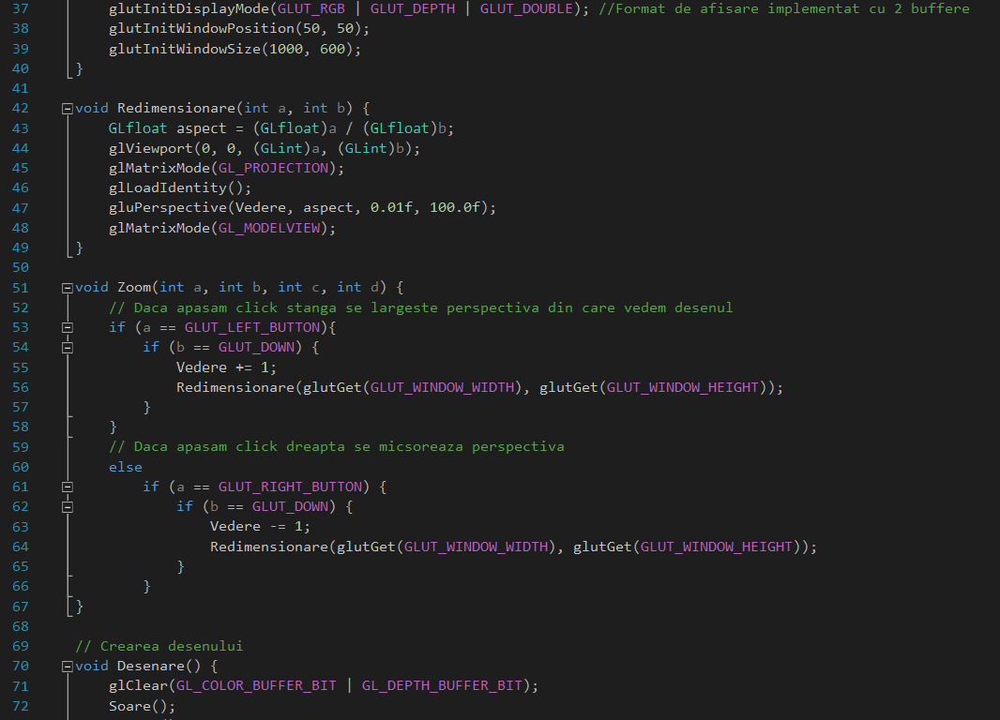 37 glutInitDisplayMode(GLUT_RGB | GLUT_DEPTH | GLUT_DOUBLE); //Format de afisare implementat cu 2 buffere
38 glutInitWindowPosition(50, 50);
39 glutInitWindowSize(1000, 600);
40 }
41
42 void Redimensionare(int a, int b) {
43 GLfloat aspect = (GLfloat)a / (GLfloat)b;
44 glViewport(0, 0, (GLint)a, (GLint)b);
45 glMatrixMode(GL_PROJECTION);
46 glLoadIdentity();
47 gluPerspective(Vedere, aspect, 0.01f, 100.0f);
48 glMatrixMode(GL_MODELVIEW);
49 }
50
51 void Zoom(int a, int b, int c, int d) {
52 // Daca apasam click stanga se largeste perspectiva din care vedem desenul
53 if (a == GLUT_LEFT_BUTTON){
54 if (b == GLUT_DOWN) {
55 Vedere += 1;
56 Redimensionare(glutGet(GLUT_WINDOW_WIDTH), glutGet(GLUT_WINDOW_HEIGHT));
57 }
58 }
59 // Daca apasam click dreapta se micsoreaza perspectiva
60 else
61 if (a == GLUT_RIGHT_BUTTON) {
62 if (b == GLUT_DOWN) {
63 Vedere -= 1;
64 Redimensionare(glutGet(GLUT_WINDOW_WIDTH), glutGet(GLUT_WINDOW_HEIGHT));
65 }
66 }
67 }
68
69 // Crearea desenului
70 void Desenare() {
71 glClear(GL_COLOR_BUFFER_BIT | GL_DEPTH_BUFFER_BIT);
72 Soare();